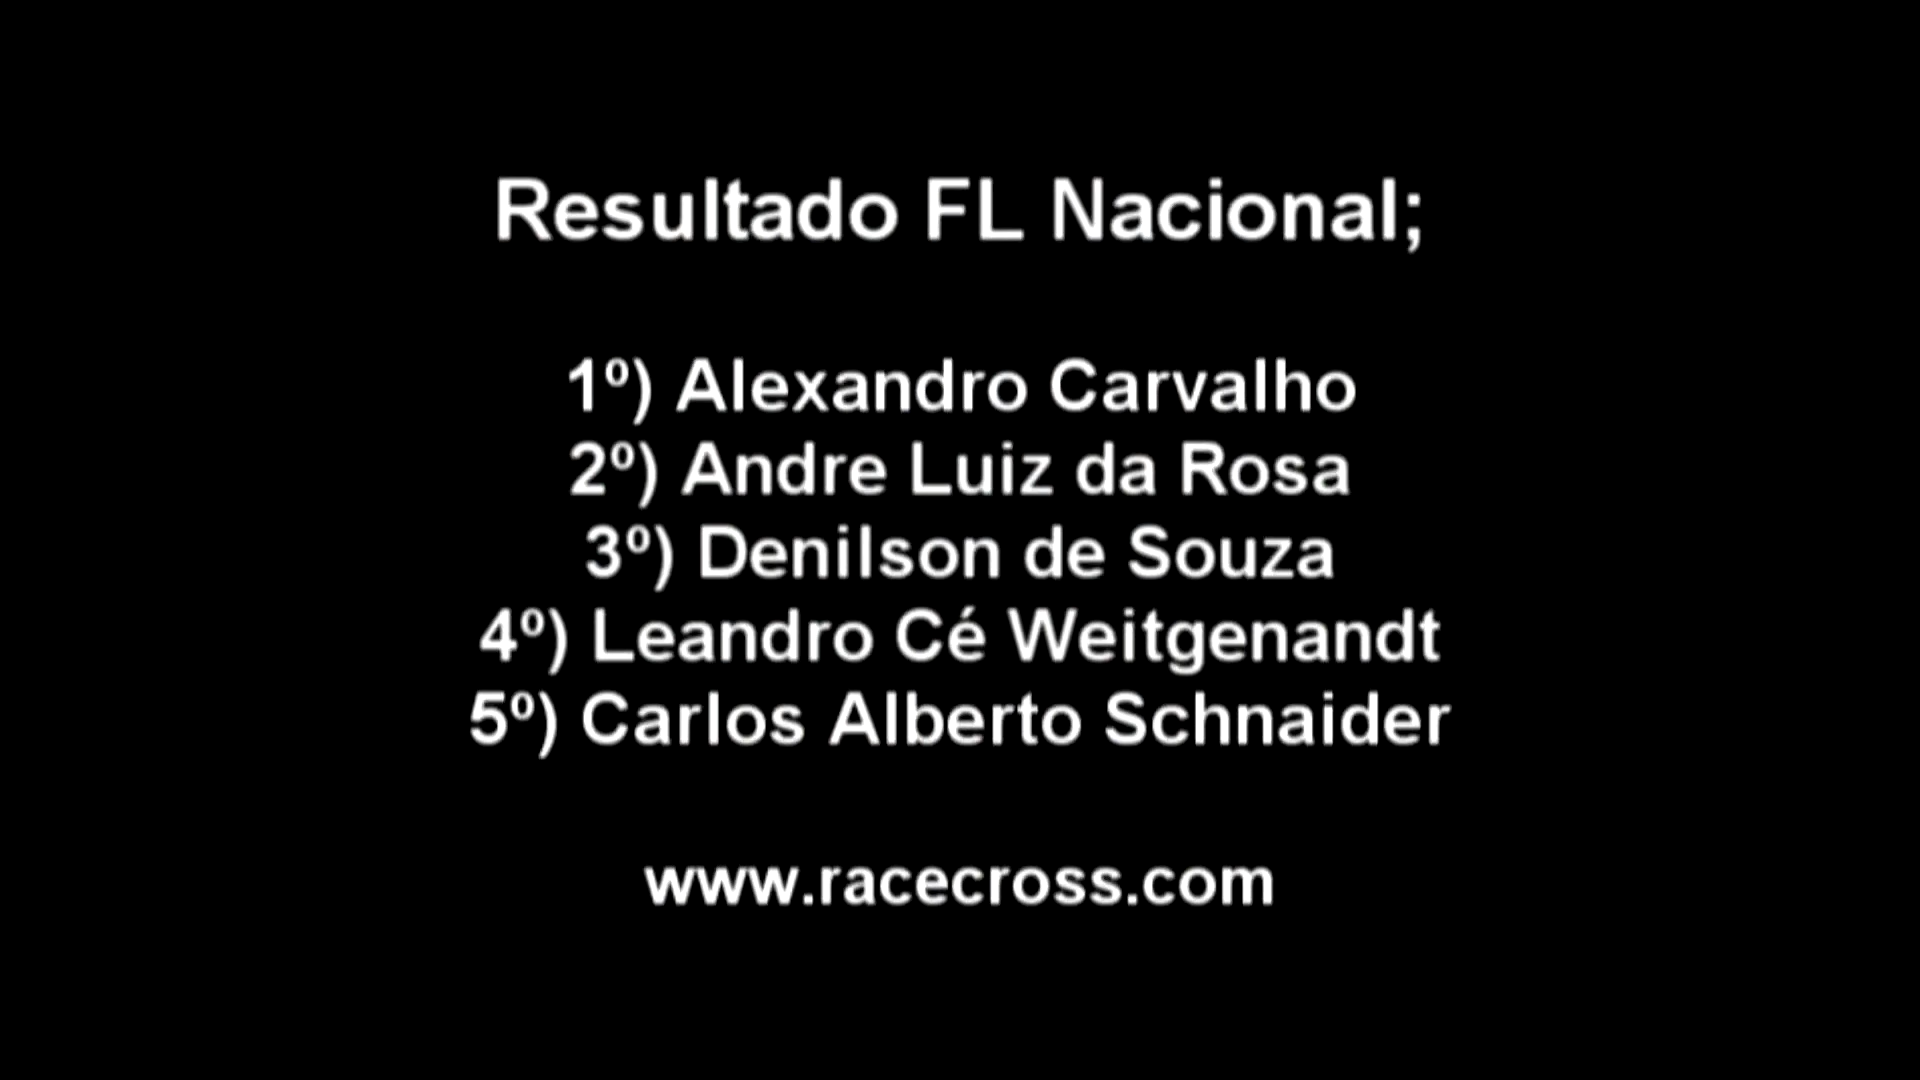 Resultado FL Nacional;
1º) Alexandro Carvalho
2º) Andre Luiz da Rosa
3º) Denilson de Souza
4º) Leandro Cé Weitgenandt
5º) Carlos Alberto Schnaider
www.racecross.com